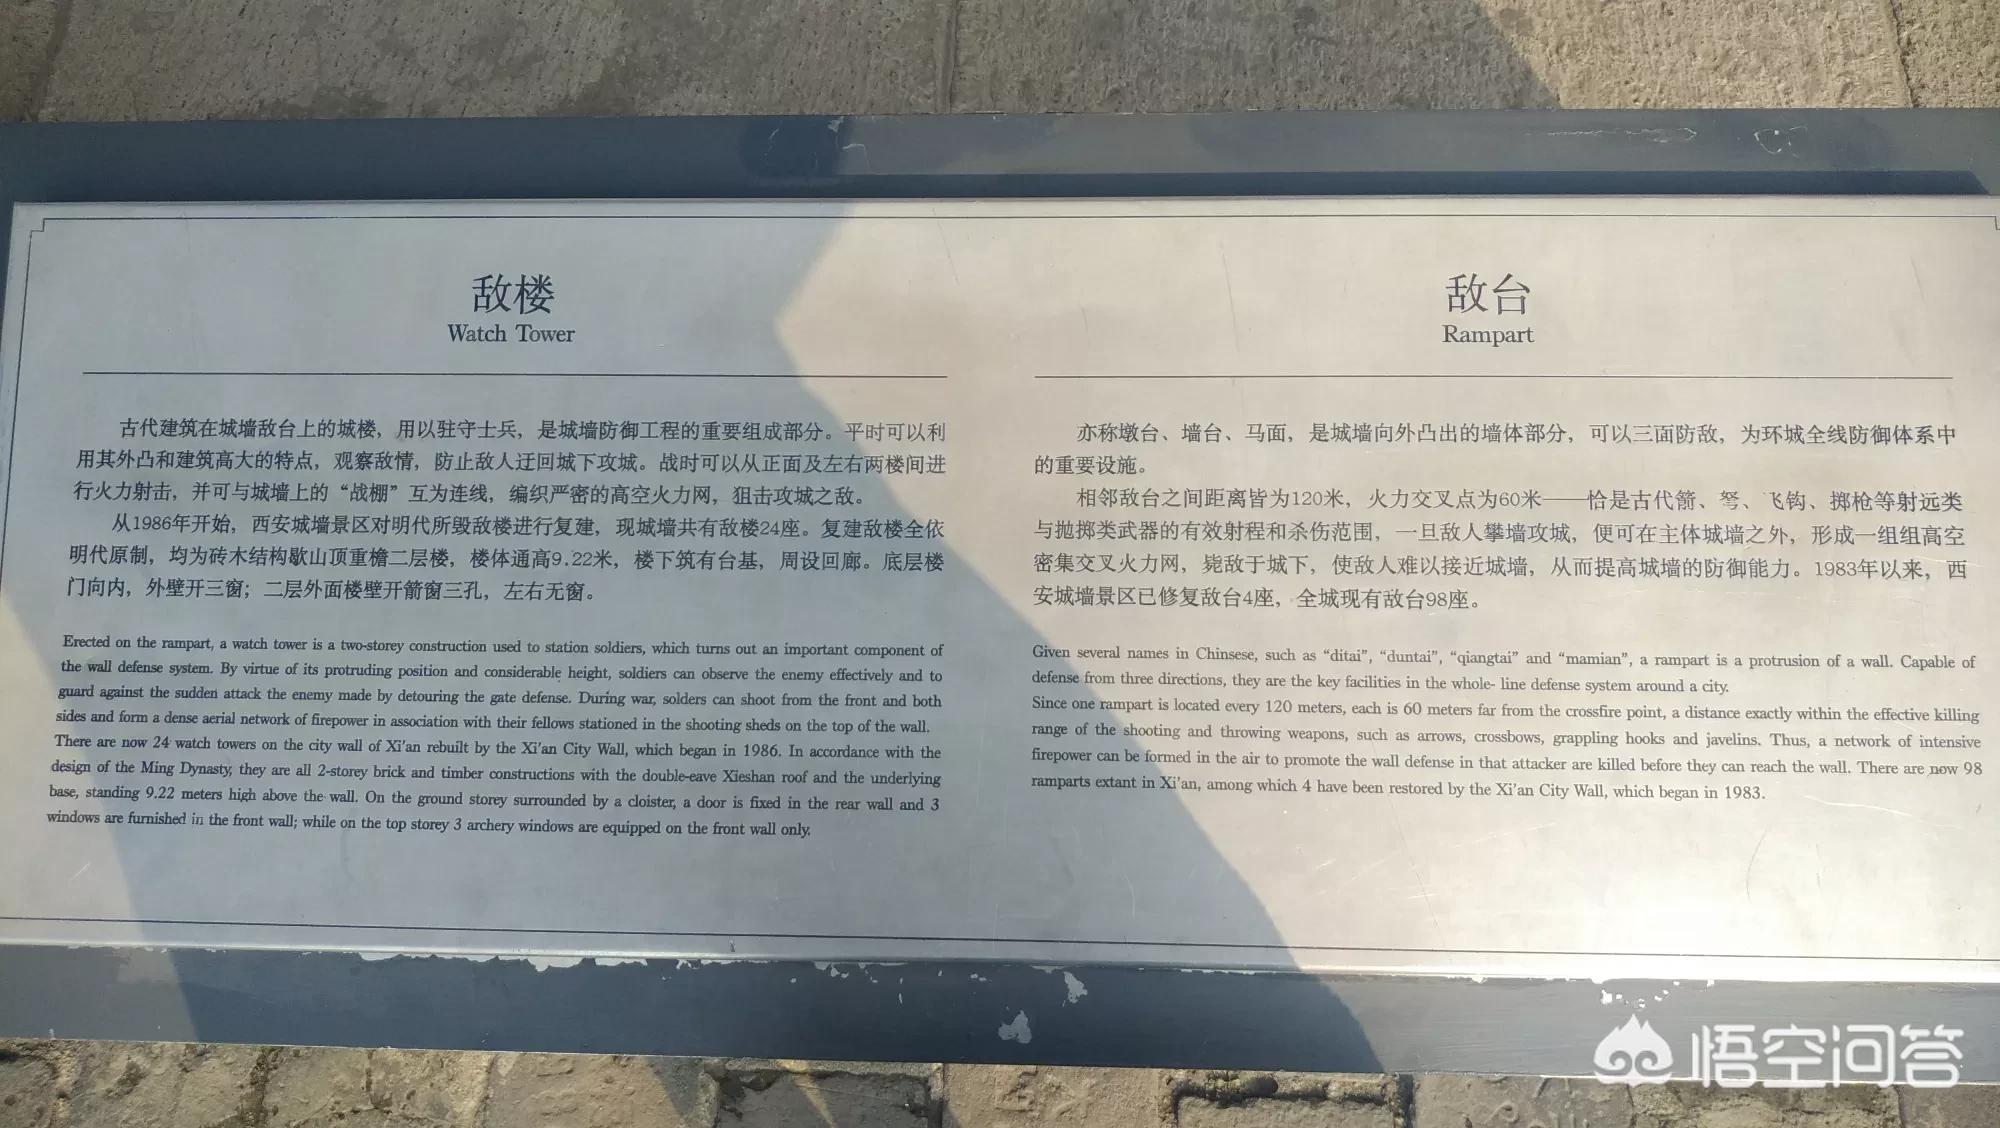 敌楼
Watch Tower
古代建筑在城墙敌台上的城楼，用以驻守士兵，是城墙防御工程的重要组成部分。平时可以利
用其外凸和建筑高大的特点，观察敌情，防止敌人迂回城下攻城。战时可以从正面及左右两楼间进
行火力射击，并可与城墙上的“战棚”互为连线，编织严密的高空火力网，狙击攻城之敌。
从1986年开始，西安城墙景区对明代所毁敌楼进行复建，现城墙共有敌楼24座。复建敌楼全依
明代原制，均为砖木结构歇山顶重檐二层楼，楼体通高9.22米，楼下筑有台基，周设回廊。底层楼
门向内，外壁开三窗；二层外面楼壁开箭窗三孔，左右无窗。
Erected on the rampart, a watch tower is a two-storey construction used to station soldiers, which turns out an important component of
the wall defense system. By virtue of its protruding position and considerable height, soldiers can observe the enemy effectively and to
guard against the sudden attack the enemy made by detouring the gate defense. During war, solders can shoot from the front and both
sides and form a dense aerial network of firepower in association with their fellows stationed in the shooting sheds on the top of the wall.
There are now 24 watch towers on the city wall of Xi'an rebuilt by the Xi'an City Wall, which began in 1986. In accordance with the
design of the Ming Dynasty, they are all 2-storey brick and timber constructions with the double-eave Xieshan roof and the underlying
base, standing 9.22 meters high above the wall. On the ground storey surrounded by a cloister, a door is fixed in the rear wall and 3
windows are furnished in the front wall; while on the top storey 3 archery windows are equipped on the front wall only.
敌台
Rampart
亦称墩台、墙台、马面，是城墙向外凸出的墙体部分，可以三面防敌，为环城全线防御体系中
的重要设施。
相邻敌台之间距离皆为120米，火力交叉点为60米——恰是古代箭、弩、飞钩、掷枪等射远类
与抛掷类武器的有效射程和杀伤范围，一旦敌人攀墙攻城，便可在主体城墙之外，形成一组组高空
密集交叉火力网，毙敌于城下，使敌人难以接近城墙，从而提高城墙的防御能力。1983年以来，西
安城墙景区已修复敌台4座，全城现有敌台98座。
Given several names in Chinsese, such as “ditai”, “duntai”, “qiangtai” and “mamian”, a rampart is a protrusion of a wall. Capable of
defense from three directions, they are the key facilities in the whole- line defense system around a city.
Since one rampart is located every 120 meters, each is 60 meters far from the crossfire point, a distance exactly within the effective killing
range of the shooting and throwing weapons, such as arrows, crossbows, grappling hooks and javelins. Thus, a network of intensive
firepower can be formed in the air to promote the wall defense in that attacker are killed before they can reach the wall. There are now 98
ramparts extant in Xi'an, among which 4 have been restored by the Xi'an City Wall, which began in 1983.
悟空问答